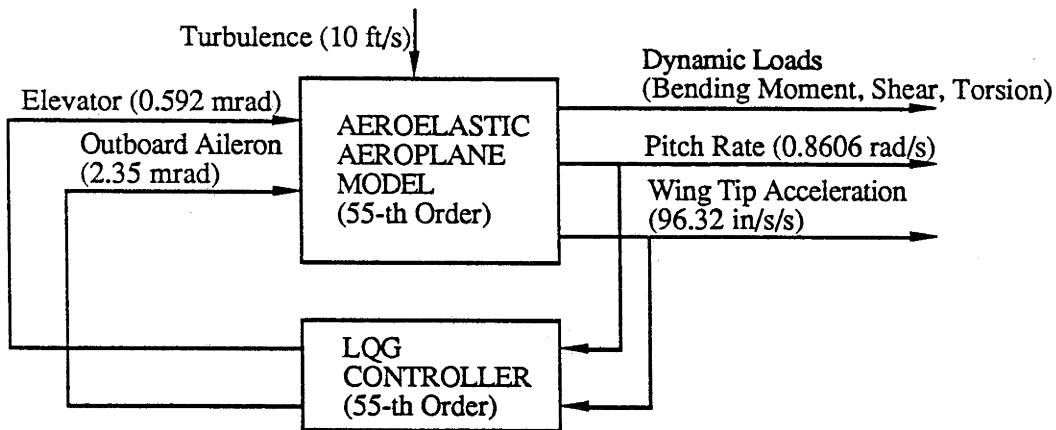 Turbulence (10 ft/s)
Dynamic Loads
(Bending Moment, Shear, Torsion)
Elevator (0.592 mrad)
Outboard Aileron
(2.35 mrad)
AEROELASTIC
AEROPLANE
MODEL
(55-th Order)
Pitch Rate (0.8606 rad/s)
Wing Tip Acceleration
(96.32 in/s/s)
LQG
CONTROLLER
(55-th Order)